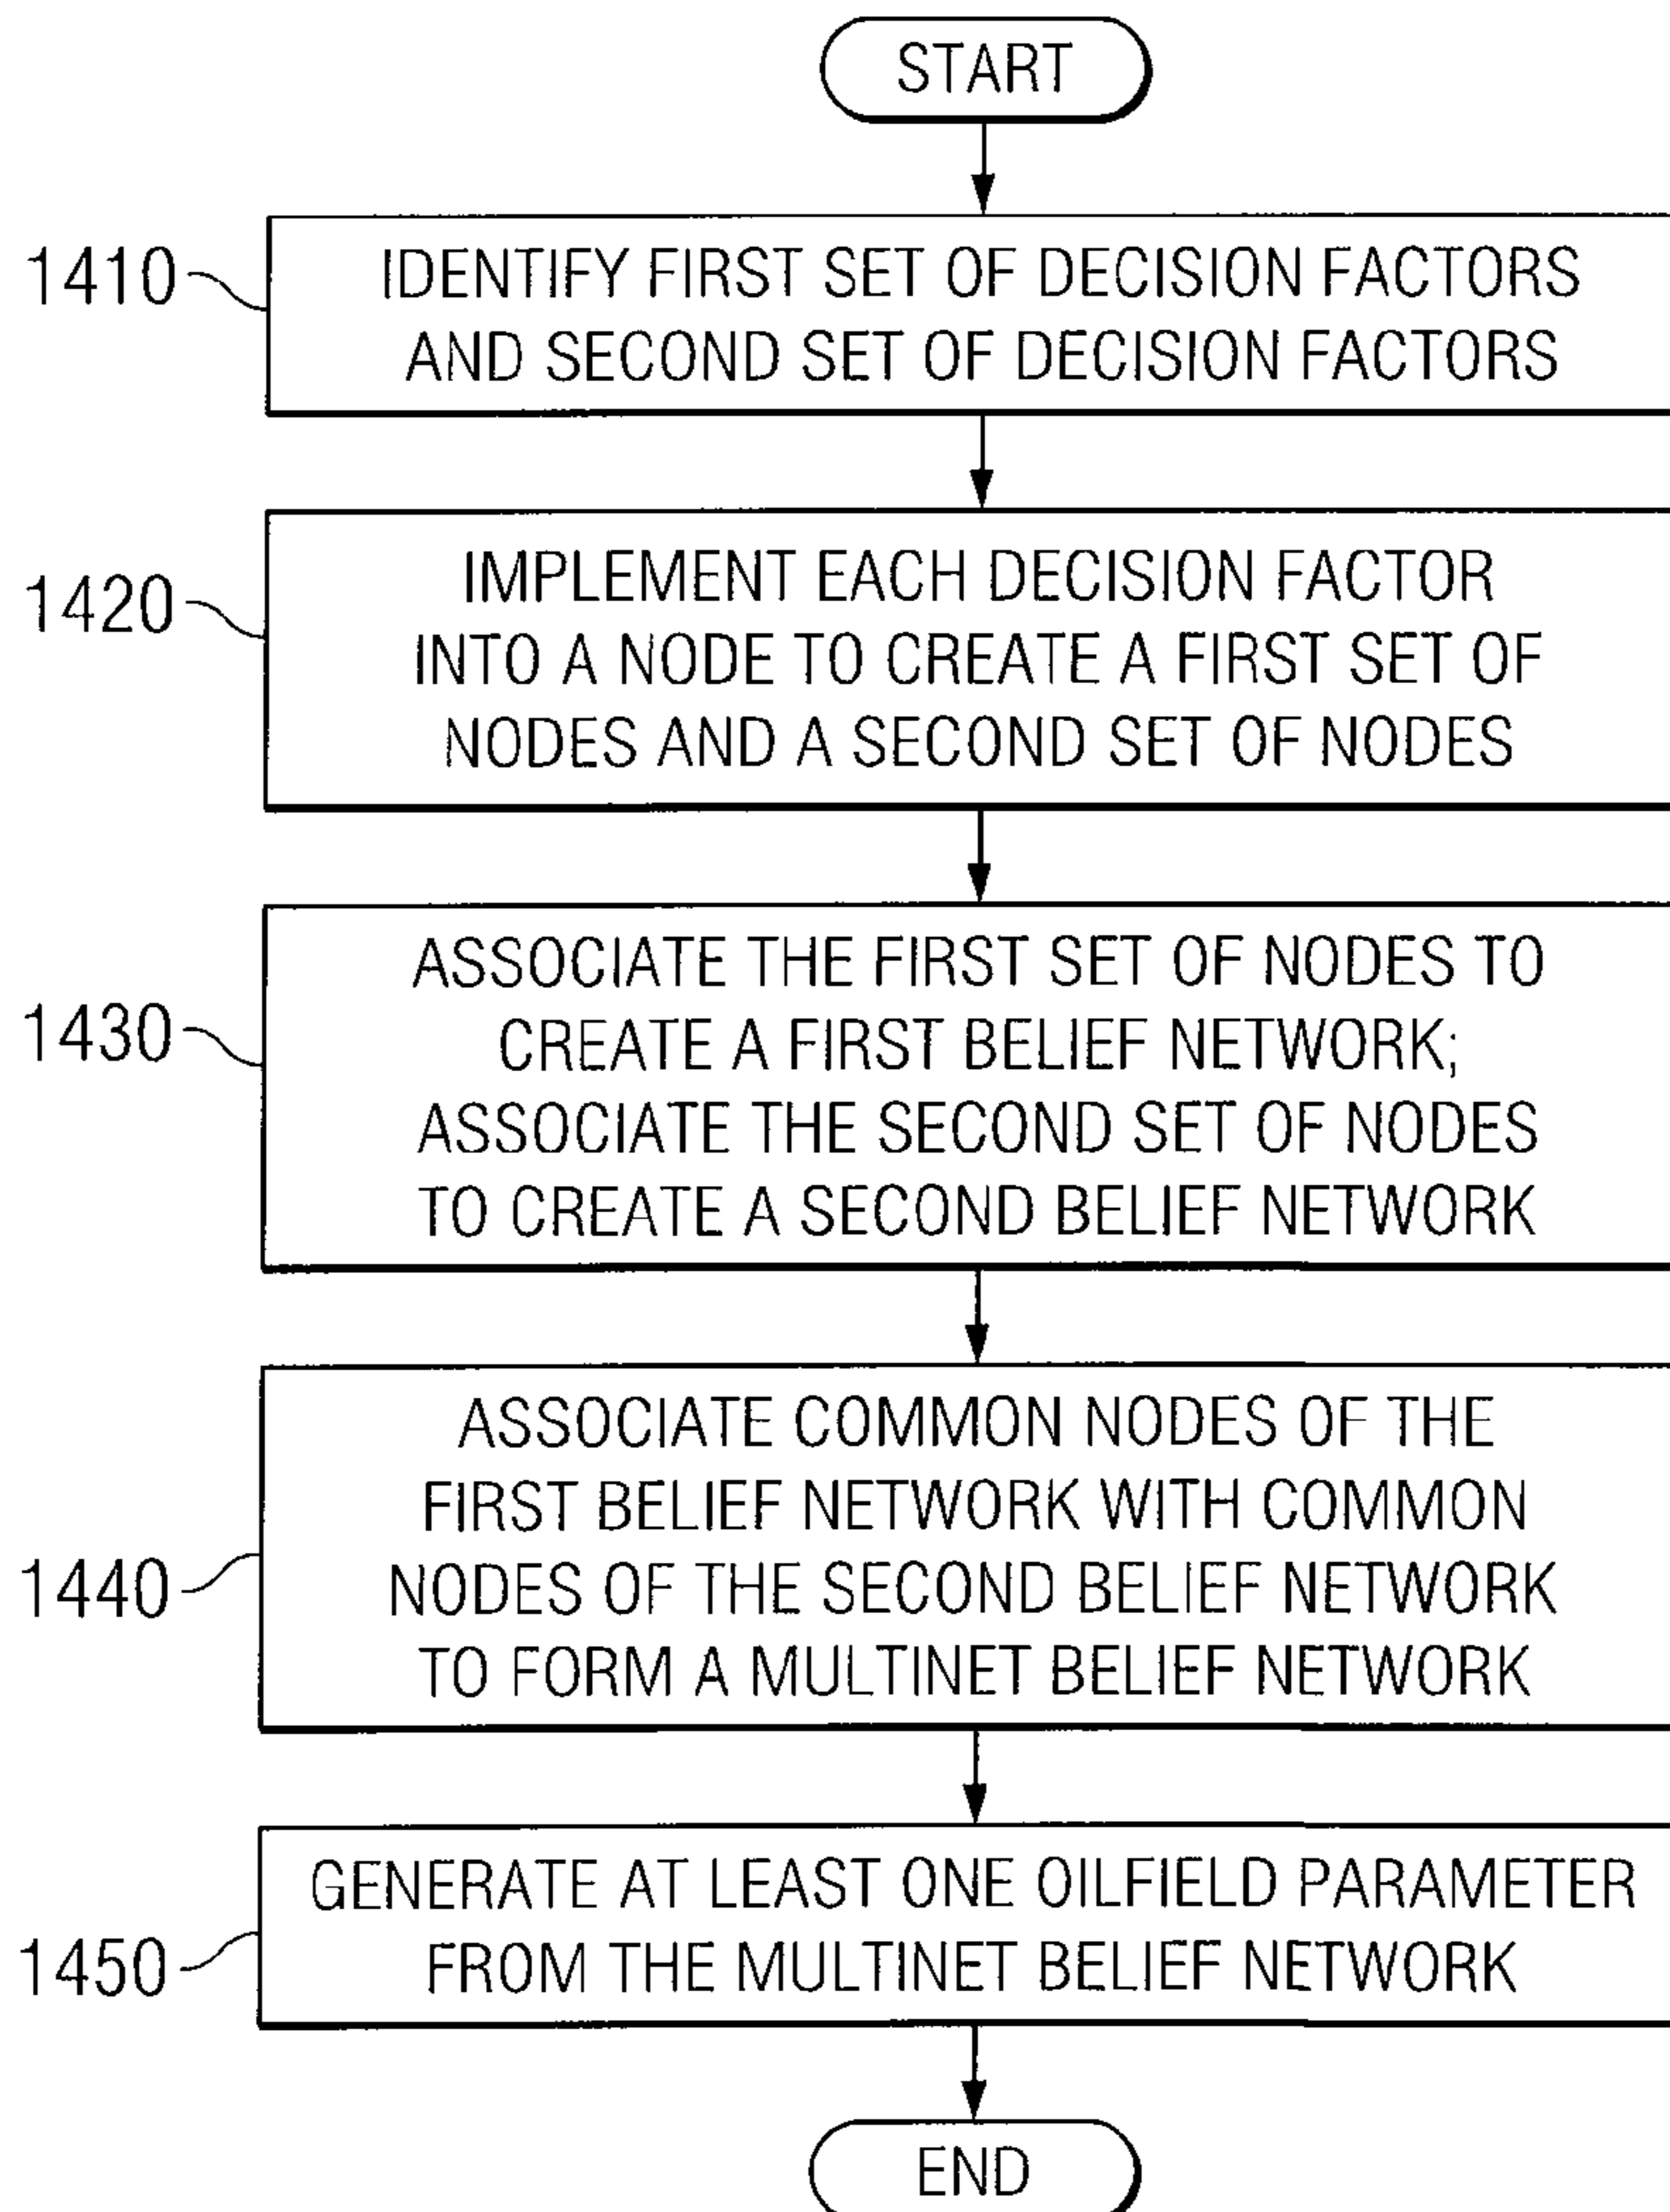 START
1410
IDENTIFY FIRST SET OF DECISION FACTORS
AND SECOND SET OF DECISION FACTORS
1420
IMPLEMENT EACH DECISION FACTOR
INTO A NODE TO CREATE A FIRST SET OF
NODES AND A SECOND SET OF NODES
1430
ASSOCIATE THE FIRST SET OF NODES TO
CREATE A FIRST BELIEF NETWORK;
ASSOCIATE THE SECOND SET OF NODES
TO CREATE A SECOND BELIEF NETWORK
1440
ASSOCIATE COMMON NODES OF THE
FIRST BELIEF NETWORK WITH COMMON
NODES OF THE SECOND BELIEF NETWORK
TO FORM A MULTINET BELIEF NETWORK
1450
GENERATE AT LEAST ONE OILFIELD PARAMETER
FROM THE MULTINET BELIEF NETWORK
END